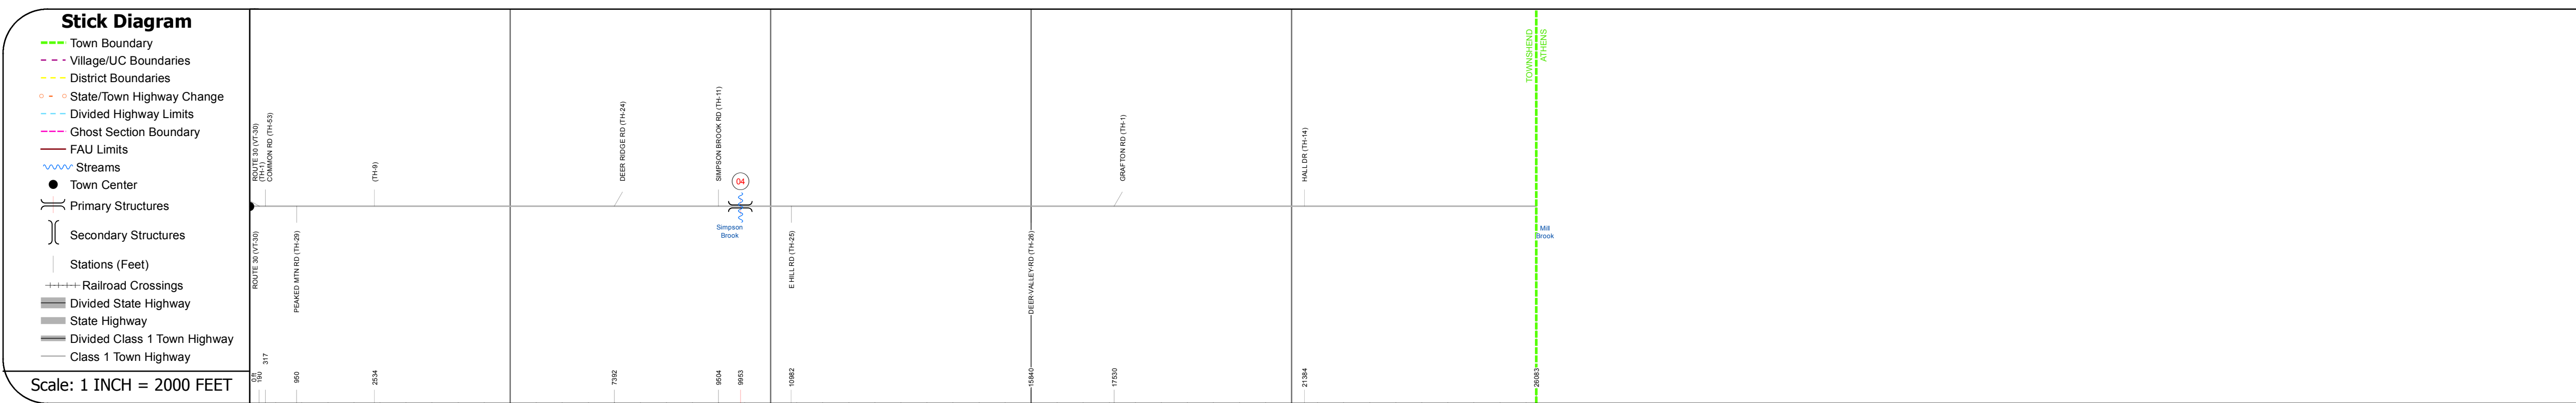 Stick Diagram
Town Boundary
Village/UC Boundaries
District Boundaries
State/Town Highway Change
Divided Highway Limits
Ghost Section Boundary
FAU Limits
Streams
Town Center
Primary Structures
Secondary Structures
Stations (Feet)
Railroad Crossings
Divided State Highway
State Highway
Divided Class 1 Town Highway
Class 1 Town Highway
Scale: 1 INCH = 2000 FEET
ROUTE 30 (VT-30)
(TH-1)
COMMON RD (TH-53)
(TH-9)
DEER RIDGE RD (TH-24)
SIMPSON BROOK RD (TH-11)
04
GRAFTON RD (TH-1)
HALL DR (TH-14)
TOWNSHEND
ATHENS
ROUTE 30 (VT-30)
PEAKED MTN RD (TH-29)
Simpson
Brook
E HILL RD (TH-25)
DEER-VALLEY-RD (TH-26)
Mill
Brook
0 ft
190
317
950
2534
7392
9504
9953
10982
15840
17530
21384
26083